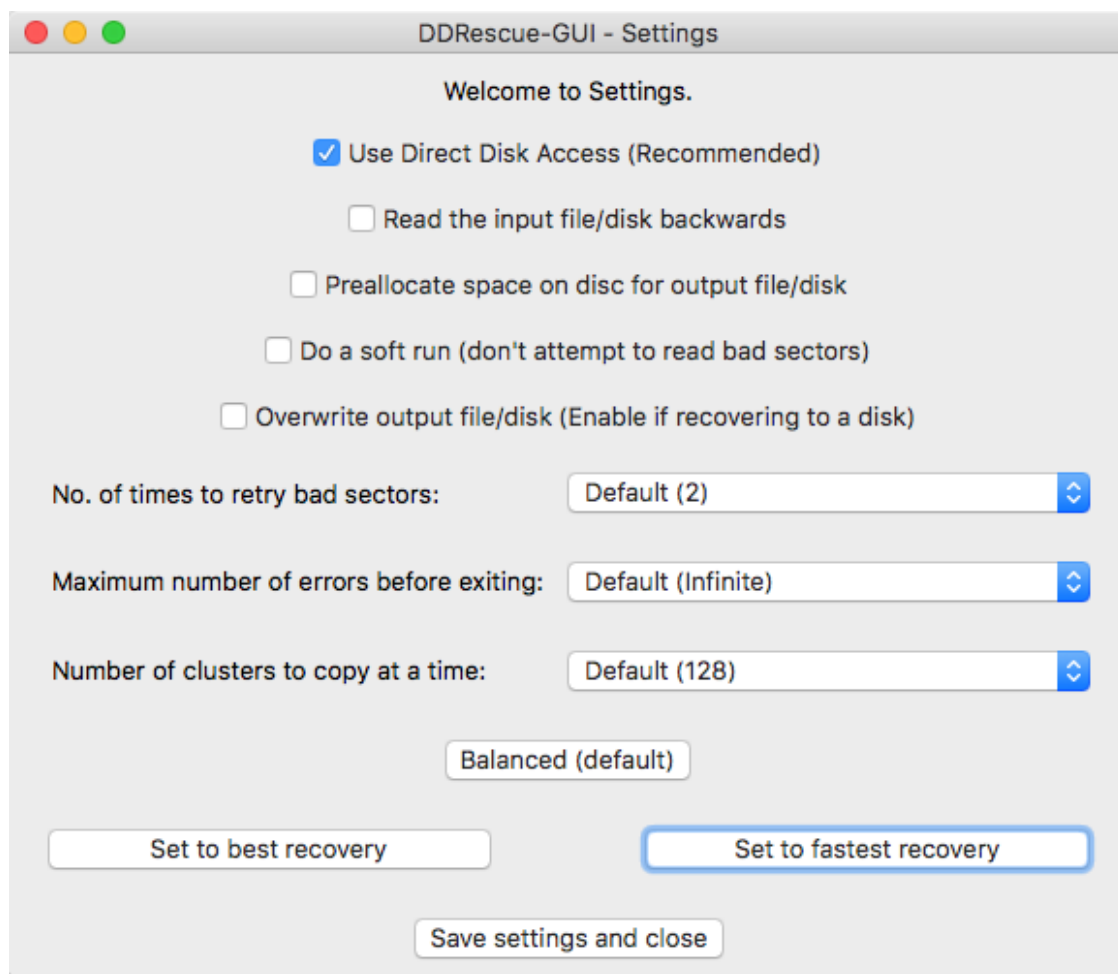 DDRescue-GUI - Settings
Welcome to Settings.
Use Direct Disk Access (Recommended)
Read the input file/disk backwards
Preallocate space on disc for output file/disk
Do a soft run (don't attempt to read bad sectors)
Overwrite output file/disk (Enable if recovering to a disk)
No. of times to retry bad sectors: Default (2)
Maximum number of errors before exiting: Default (Infinite)
Number of clusters to copy at a time: Default (128)
Balanced (default)
Set to best recovery Set to fastest recovery
Save settings and close